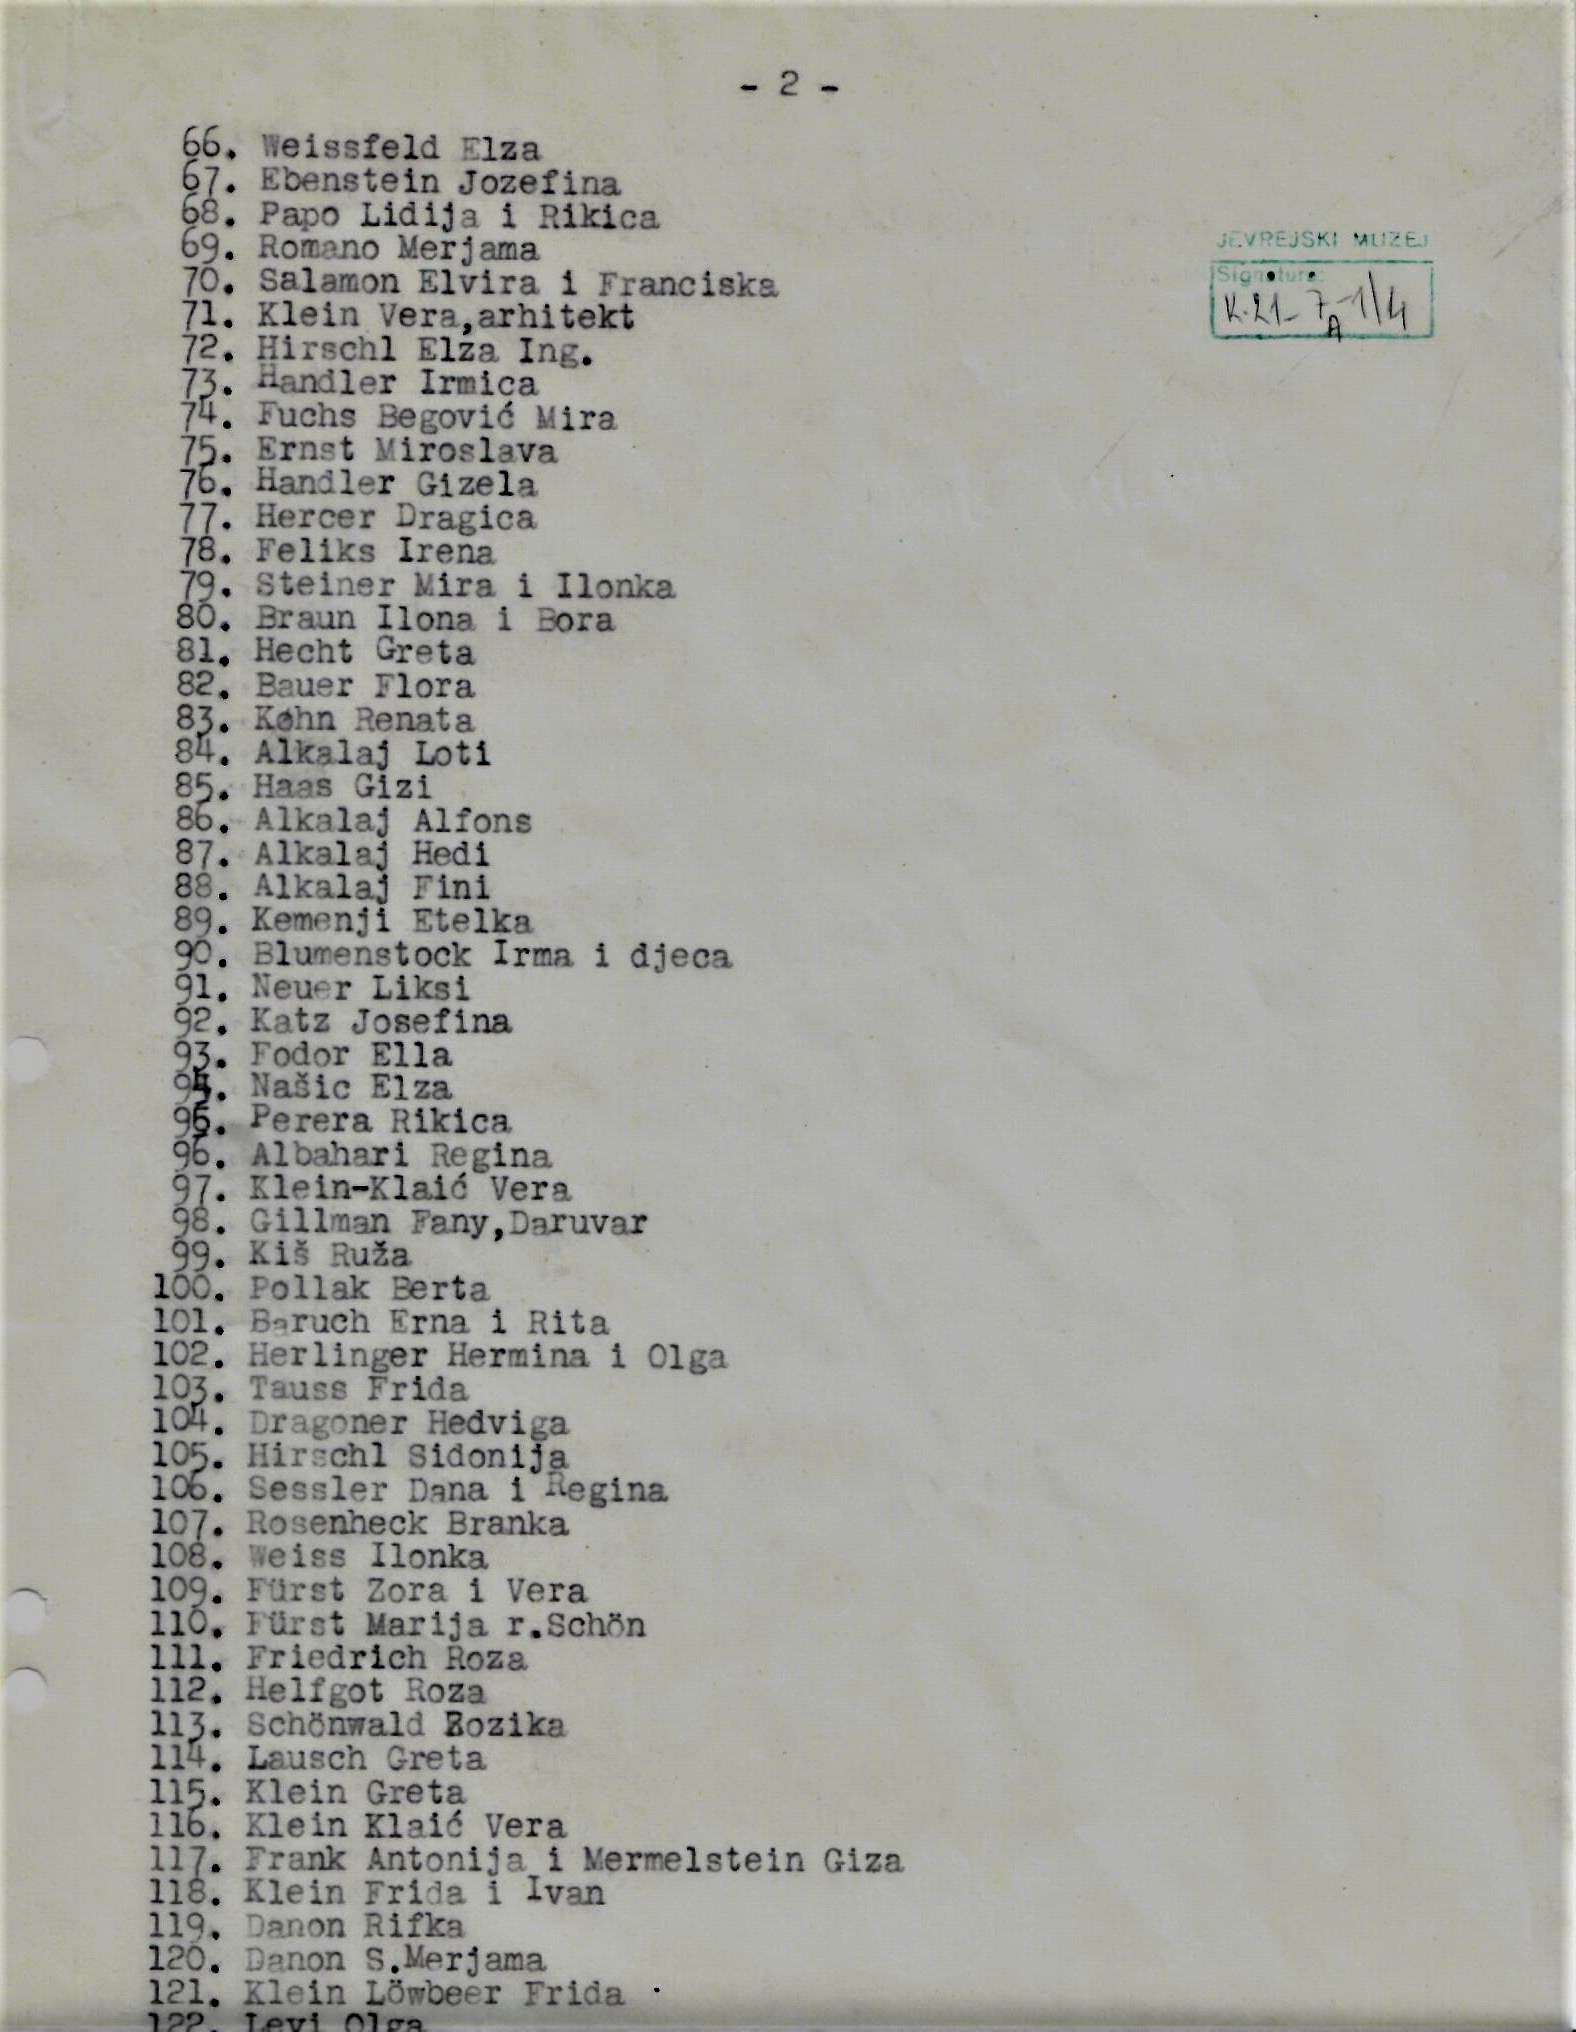 - 2 -
66. Weissfeld Elza
67. Ebenstein Jozefina
68. Papo Lidija i Rikica
69. Romano Merjama
70. Salamon Elvira i Franciska
71. Klein Vera,arhitekt
72. Hirschl Elza Ing.
73. Handler Irmica
74. Fuchs Begović Mira
75. Ernst Miroslava
76. Handler Gizela
77. Hercer Dragica
78. Feliks Irena
79. Steiner Mira i Ilonka
80. Braun Ilona i Bora
81. Hecht Greta
82. Bauer Flora
83. Kohn Renata
84. Alkalaj Loti
85. Haas Gizi
86. Alkalaj Alfons
87. Alkalaj Hedi
88. Alkalaj Fini
89. Kemenji Etelka
90. Blumenstock Irma i djeca
91. Neuer Liksi
92. Katz Josefina
93. Fodor Ella
94. Našic Elza
95. Perera Rikica
96. Albahari Regina
97. Klein-Klaić Vera
98. Gillman Fany,Daruvar
99. Kiš Ruža
100. Pollak Berta
101. Baruch Erna i Rita
102. Herlinger Hermina i Olga
103. Tauss Frida
104. Dragoner Hedviga
105. Hirschl Sidonija
106. Sessler Dana i Regina
107. Rosenheck Branka
108. Weiss Ilonka
109. Fürst Zora i Vera
110. Fürst Marija r.Schön
111. Friedrich Roza
112. Helfgot Roza
113. Schönwald Rozika
114. Lausch Greta
115. Klein Greta
116. Klein Klaić Vera
117. Frank Antonija i Mermelstein Giza
118. Klein Frida i Ivan
119. Danon Rifka
120. Danon S.Merjama
121. Klein Löwbeer Frida
122. Levi Olga
JEVREJSKI MUZEJ
Signatura:
K.21-7A-1/4